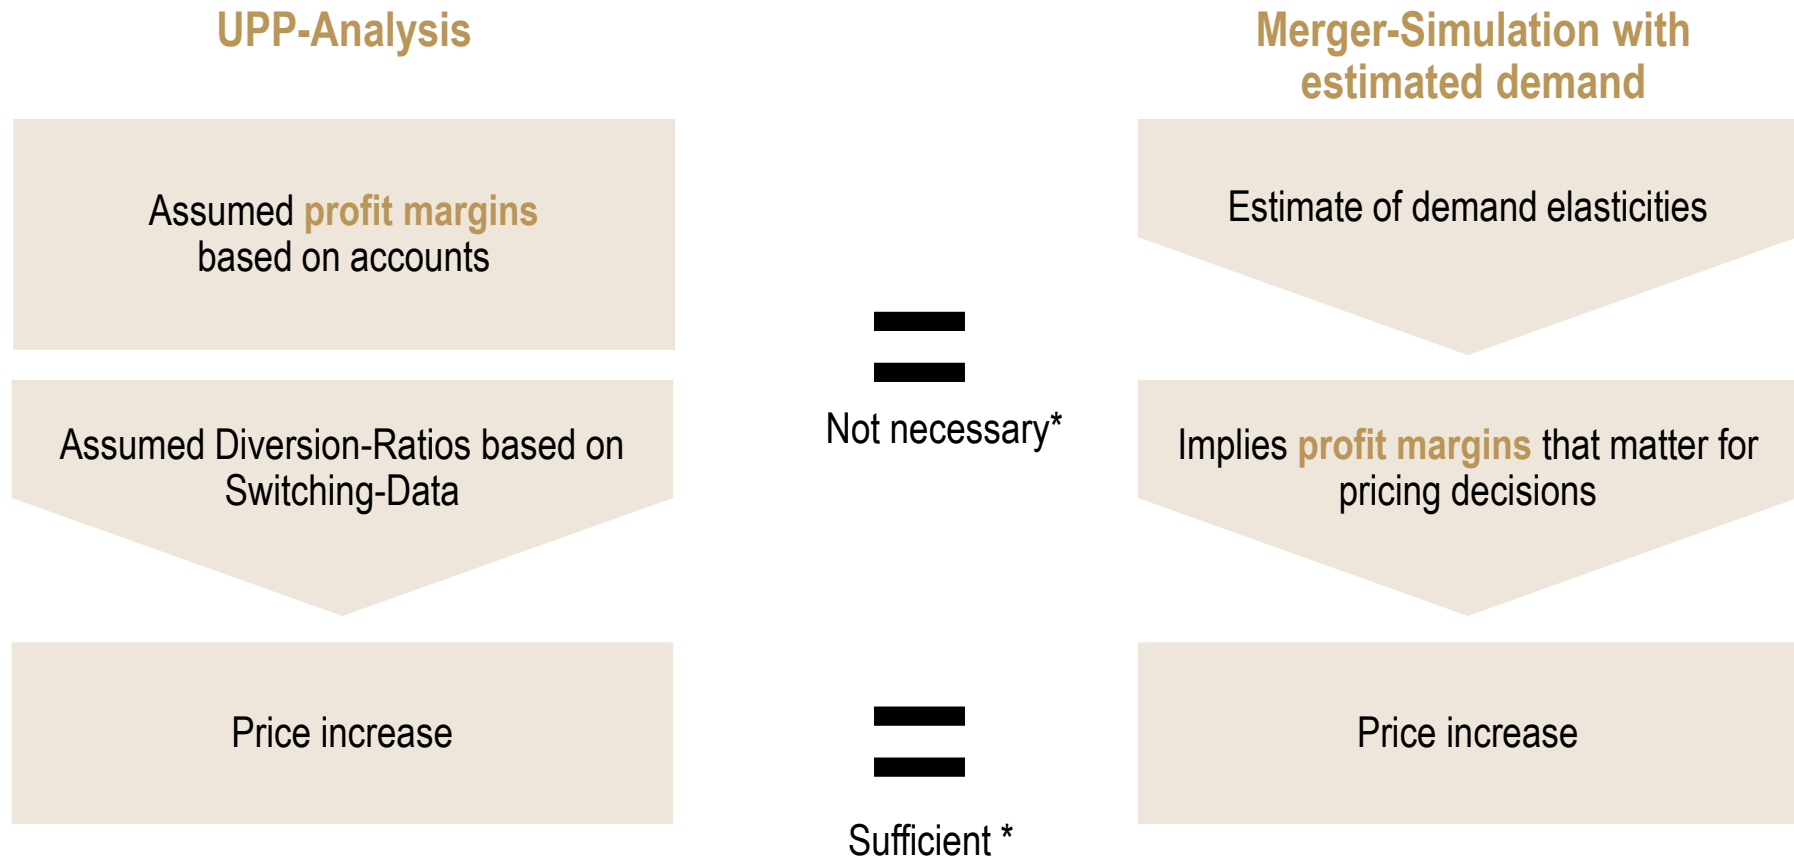 UPP-Analysis
Assumed profit margins
based on accounts
Assumed Diversion-Ratios based on
Switching-Data
Price increase
Not necessary*
Sufficient *
Merger-Simulation with
estimated demand
Estimate of demand elasticities
Implies profit margins that matter for
pricing decisions
Price increase